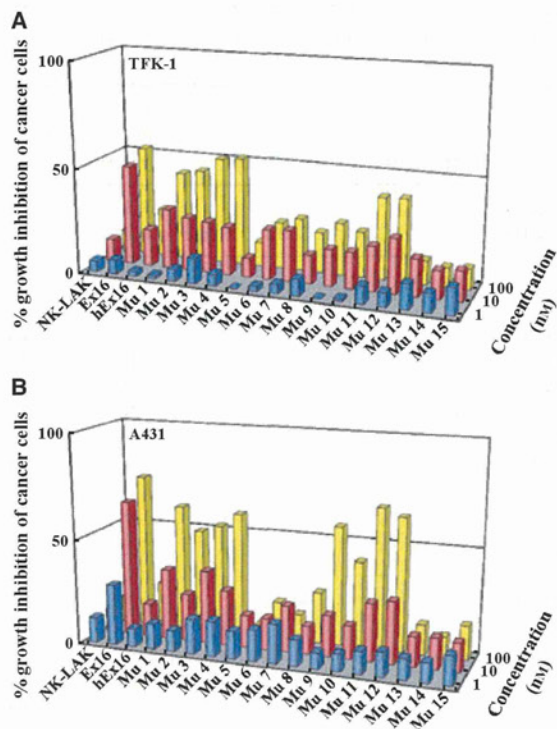 A
100
TFK-1
50
0
% growth inhibition of cancer cells
NK-LAK
Ex16
hEx16
Mu 1
Mu 2
Mu 3
Mu 4
Mu 5
Mu 6
Mu 7
Mu 8
Mu 9
Mu 10
Mu 11
Mu 12
Mu 13
Mu 14
Mu 15
100
10
1
Concentration
(nM)
B
100
A431
50
0
% growth inhibition of cancer cells
NK-LAK
Ex16
hEx16
Mu 1
Mu 2
Mu 3
Mu 4
Mu 5
Mu 6
Mu 7
Mu 8
Mu 9
Mu 10
Mu 11
Mu 12
Mu 13
Mu 14
Mu 15
100
10
1
Concentration
(nM)